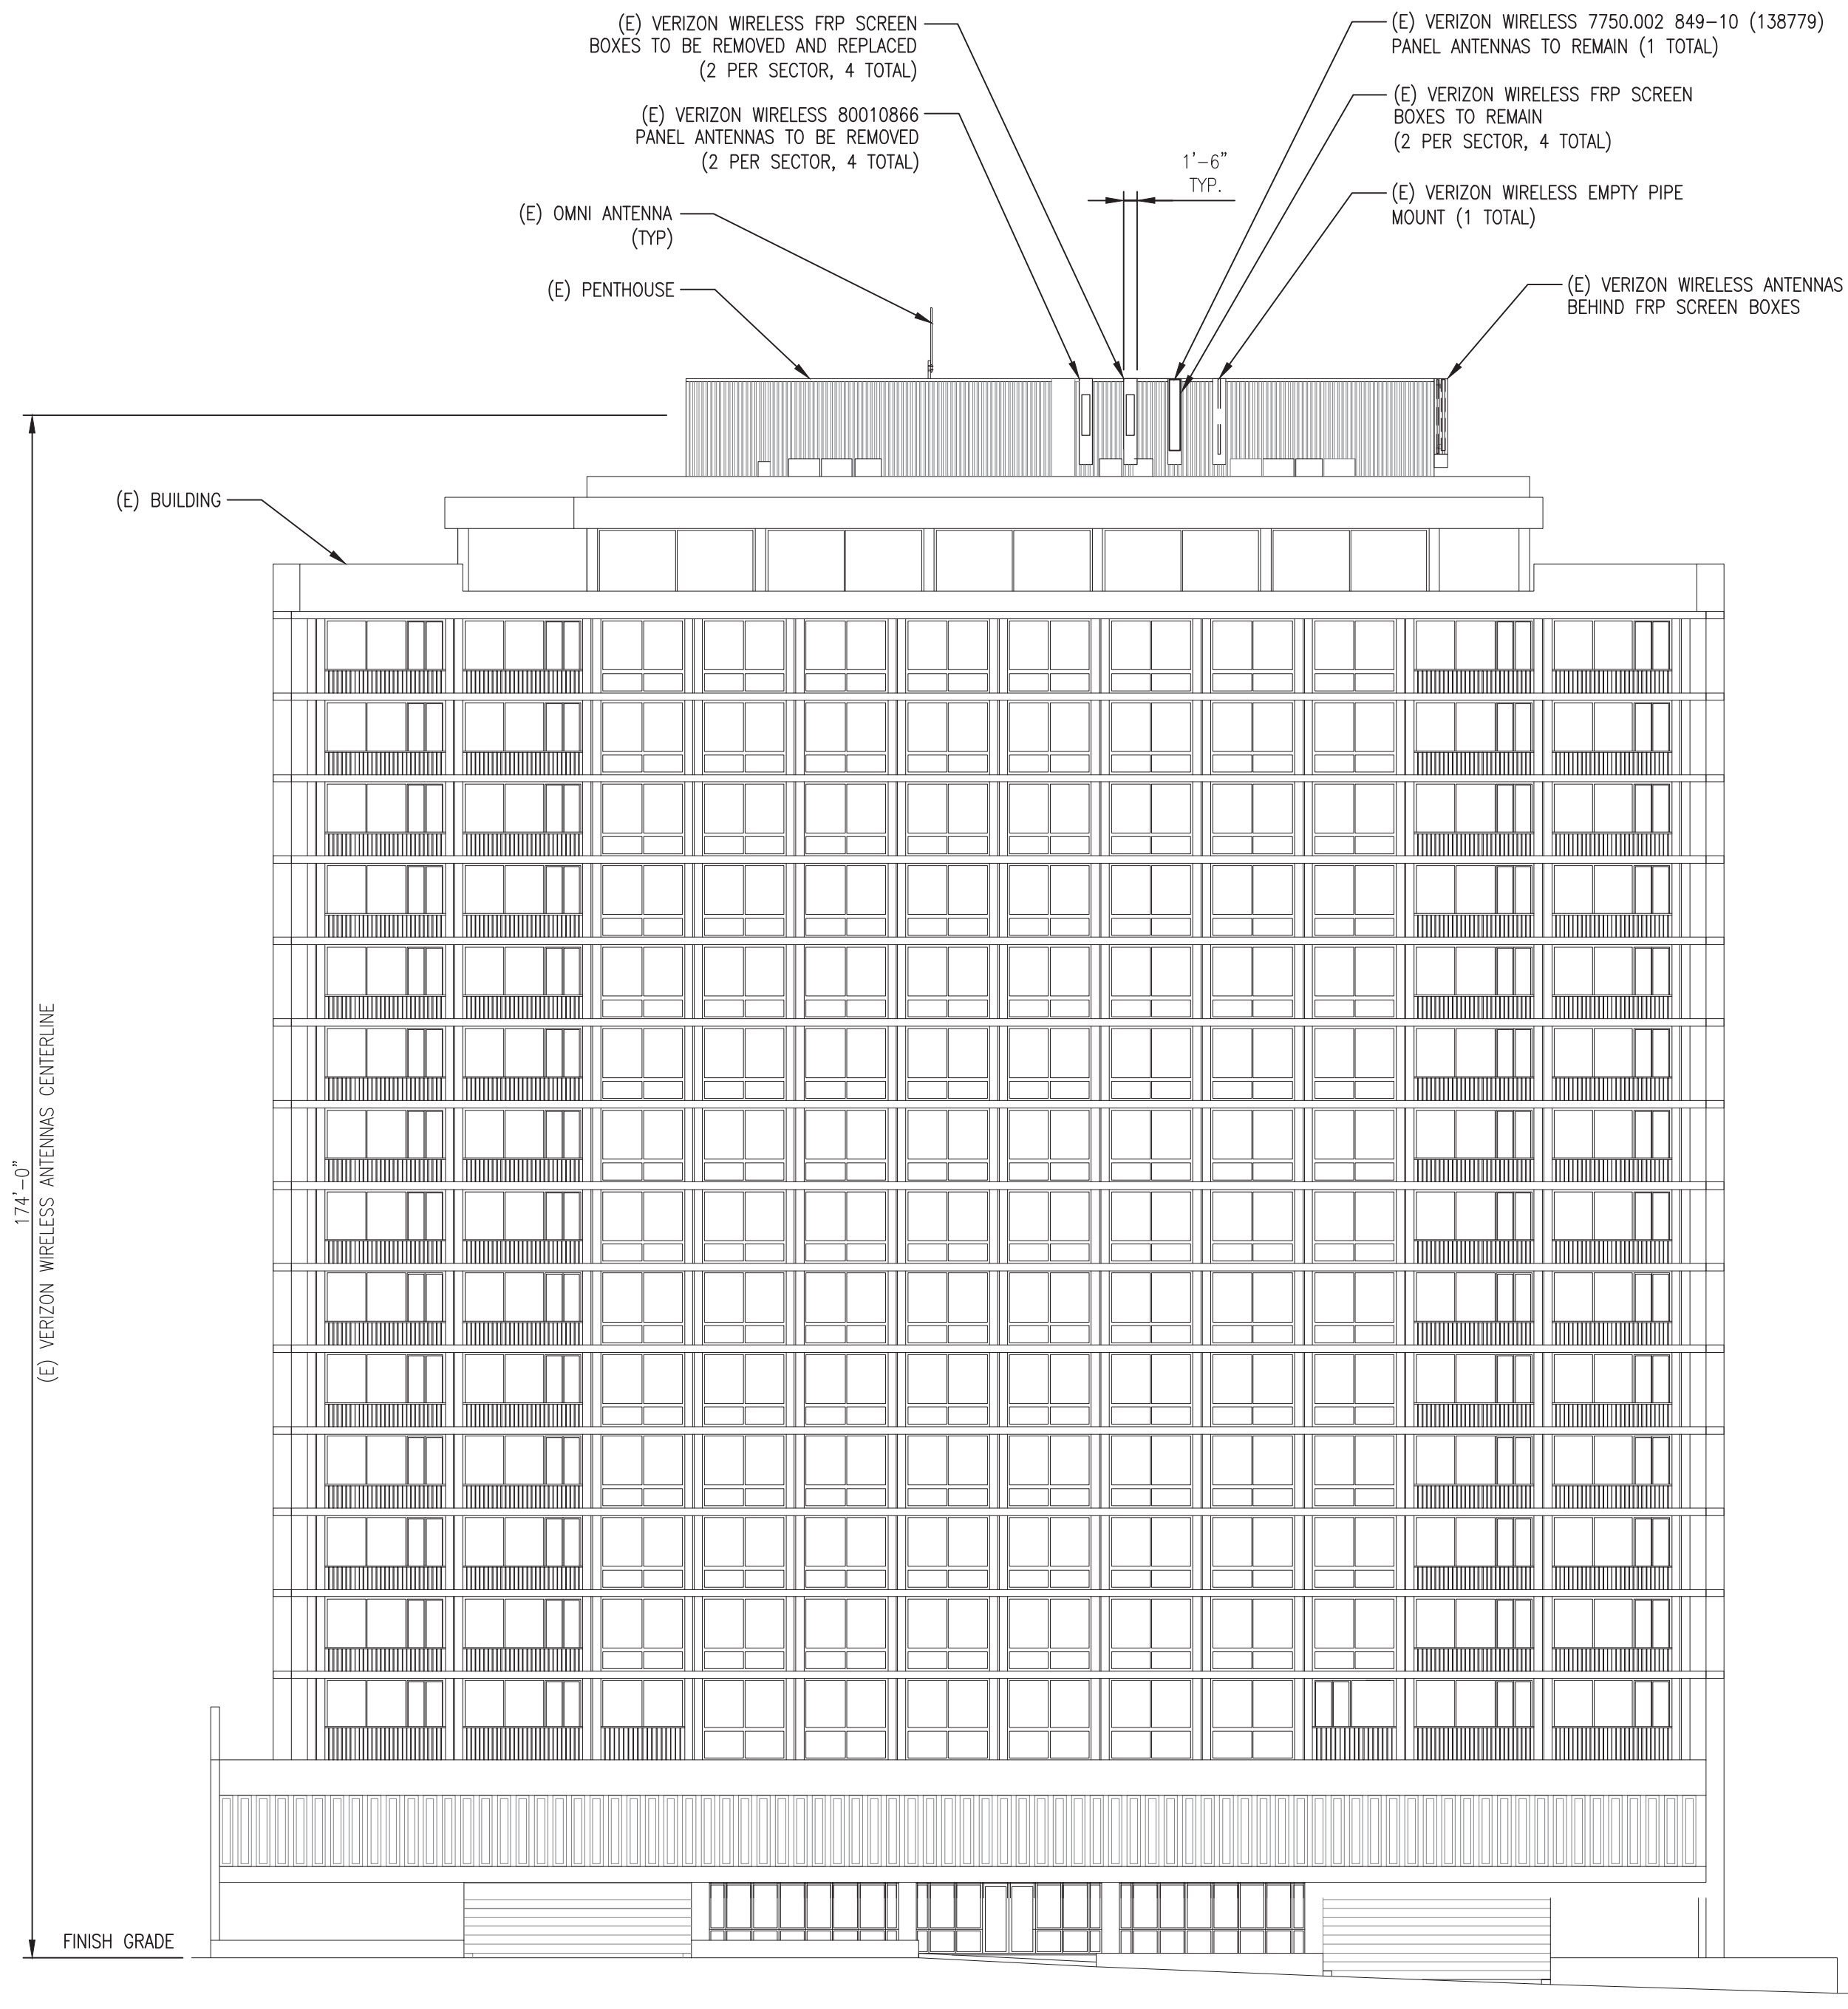 (E) VERIZON WIRELESS FRP SCREEN
BOXES TO BE REMOVED AND REPLACED
(2 PER SECTOR, 4 TOTAL)
(E) VERIZON WIRELESS 80010866
PANEL ANTENNAS TO BE REMOVED
(2 PER SECTOR, 4 TOTAL)
(E) OMNI ANTENNA
(TYP)
(E) PENTHOUSE
(E) BUILDING
1'-6"
TYP.
(E) VERIZON WIRELESS 7750.002 849-10 (138779)
PANEL ANTENNAS TO REMAIN (1 TOTAL)
(E) VERIZON WIRELESS FRP SCREEN
BOXES TO REMAIN
(2 PER SECTOR, 4 TOTAL)
(E) VERIZON WIRELESS EMPTY PIPE
MOUNT (1 TOTAL)
(E) VERIZON WIRELESS ANTENNAS
BEHIND FRP SCREEN BOXES
174'-0"
(E) VERIZON WIRELESS ANTENNAS CENTERLINE
FINISH GRADE